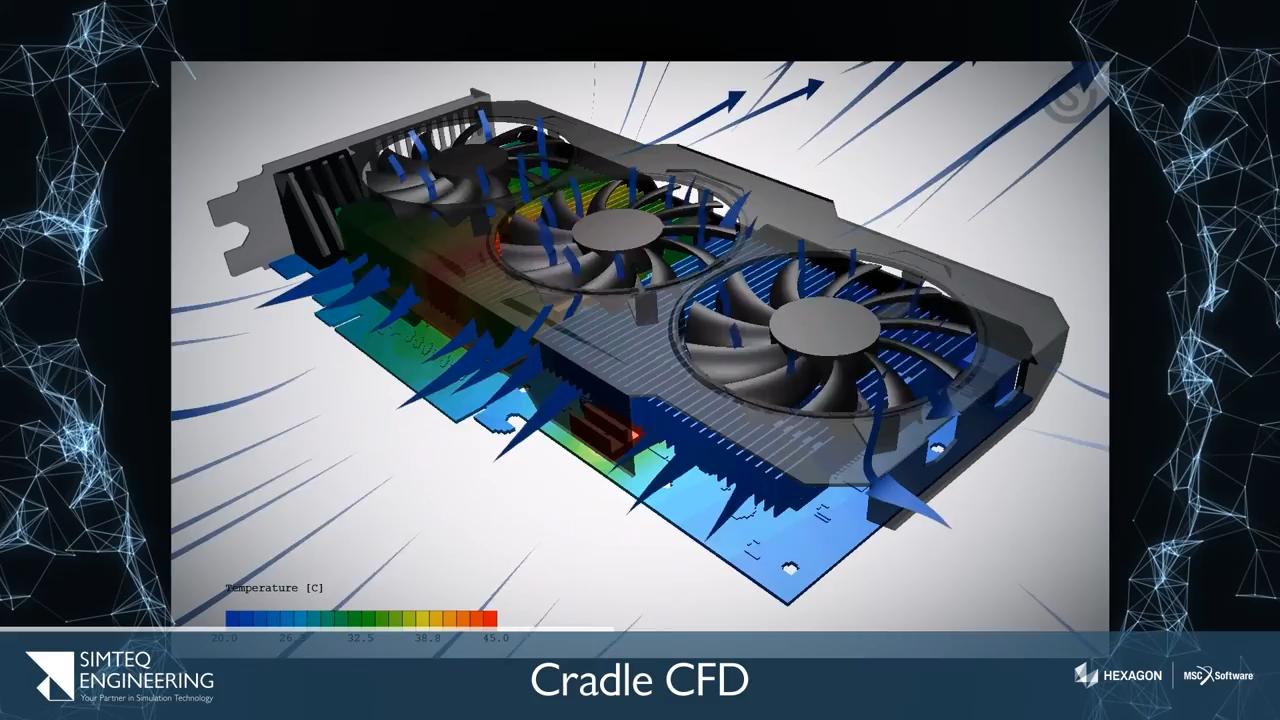 Temperature [C]
20.0 26.3 32.5 38.8 45.0
SIMTEQ
ENGINEERING
Your Partner in Simulation Technology
Cradle CFD
HEXAGON | MSC Software